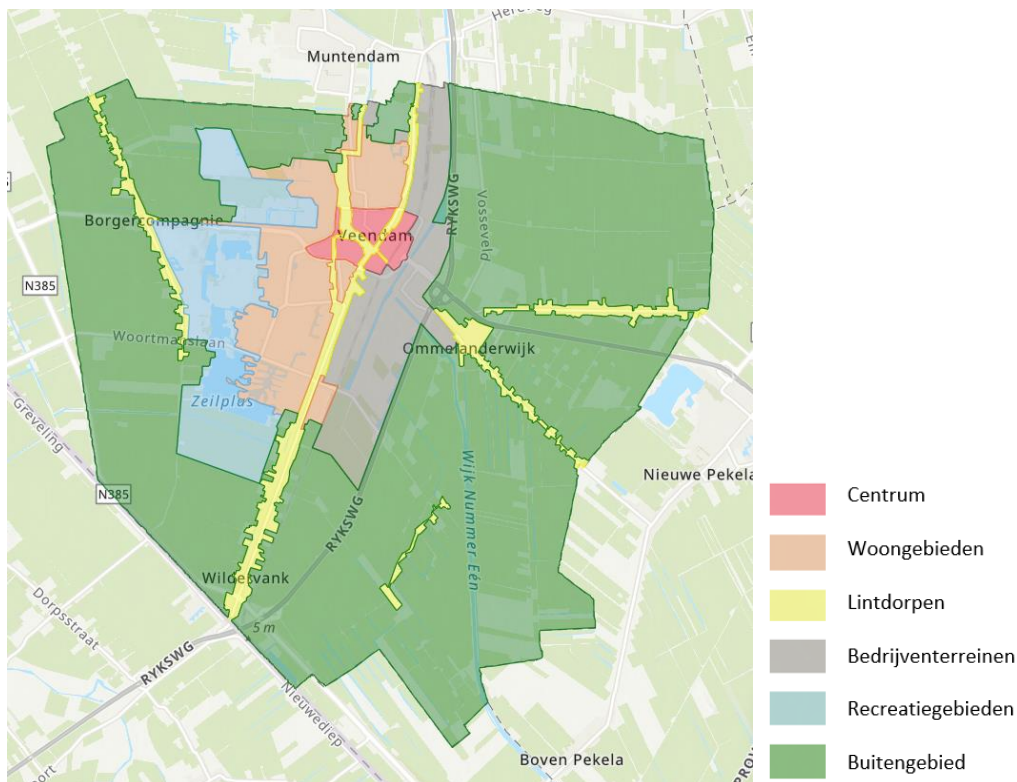 Hereweg
Muntendam
RYKSWG
Vosseveld
Borgercompagnie
Veendam
N385
Woortmanslaan
Ommelanderwijk
Zeilplas
Greveling
N385
Nieuwe Pekela
Wijk Nummer Eén
RYKSWG
Wildervank
Dorpsstraat
5 m
RYKSWG
Nieuwediep
Boven Pekela
Centrum
Woongebieden
Lintdorpen
Bedrijventerreinen
Recreatiegebieden
Buitengebied